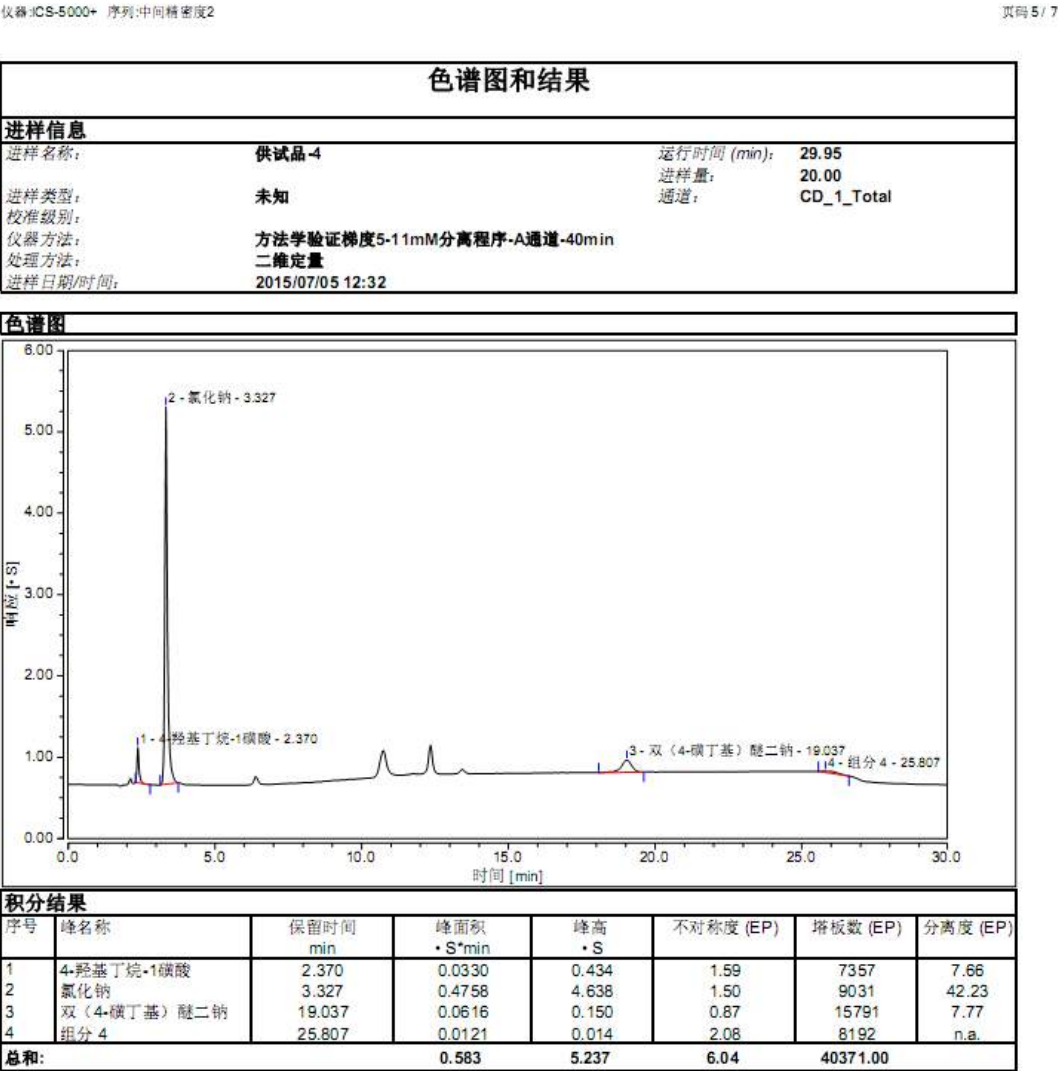 仪器:ICS-5000+ 序列:中间精密度2 页码 5 / 7
色谱图和结果
进样信息
进样名称: 供试品-4 运行时间 (min): 29.95
进样量: 20.00
进样类型: 未知 通道: CD_1_Total
校准级别:
仪器方法: 方法学验证梯度5-11mM分离程序-A通道-40min
处理方法: 二维定量
进样日期/时间: 2015/07/05 12:32
色谱图
6.00
5.00
4.00
3.00
2.00
1.00
0.00
响应 [• S]
2 - 氯化钠 - 3.327
1 - 4-羟基丁烷-1磺酸 - 2.370
3 - 双(4-磺丁基)醚二钠 - 19.037
4 - 组分 4 - 25.807
0.0 5.0 10.0 15.0 20.0 25.0 30.0
时间 [min]
积分结果
序号 峰名称 保留时间 峰面积 峰高 不对称度 (EP) 塔板数 (EP) 分离度 (EP)
min • S*min • S
1 4-羟基丁烷-1磺酸 2.370 0.0330 0.434 1.59 7357 7.66
2 氯化钠 3.327 0.4758 4.638 1.50 9031 42.23
3 双(4-磺丁基)醚二钠 19.037 0.0616 0.150 0.87 15791 7.77
4 组分 4 25.807 0.0121 0.014 2.08 8192 n.a.
总和: 0.583 5.237 6.04 40371.00